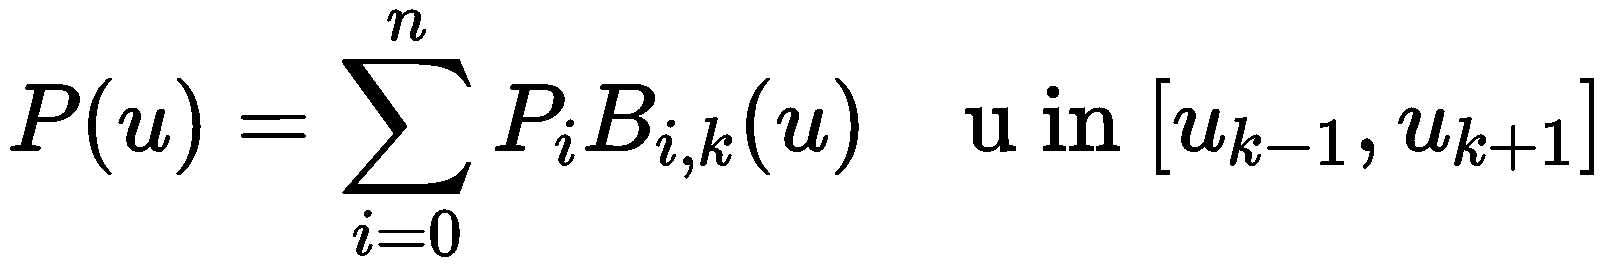 P(u) = \sum_{i=0}^{n} P_i B_{i,k}(u) \quad \text{u in } [u_{k-1}, u_{k+1}]